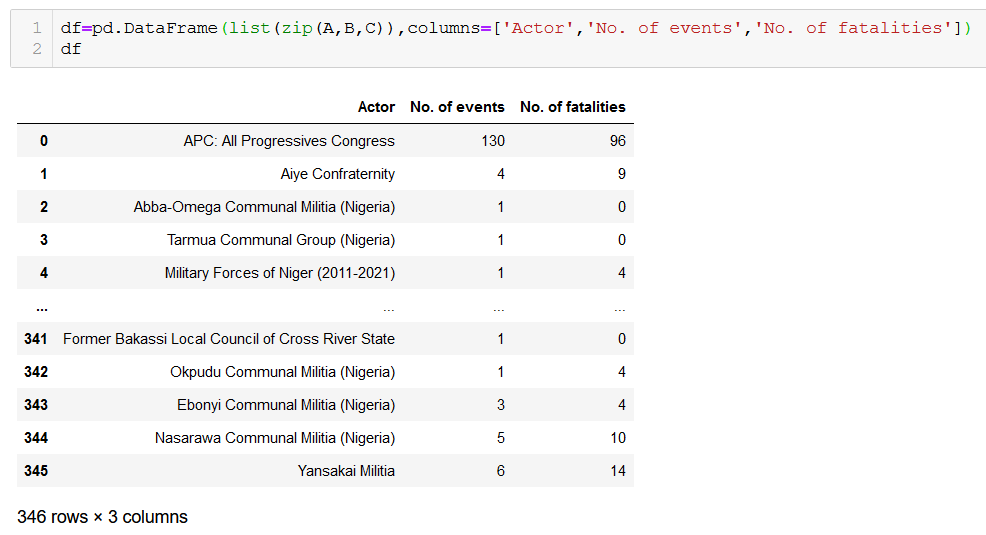 1 df=pd.DataFrame(list(zip(A,B,C)),columns=['Actor','No. of events','No. of fatalities'])
2 df
Actor No. of events No. of fatalities
0 APC: All Progressives Congress 130 96
1 Aiye Confraternity 4 9
2 Abba-Omega Communal Militia (Nigeria) 1 0
3 Tarmua Communal Group (Nigeria) 1 0
4 Military Forces of Niger (2011-2021) 1 4
... ... ... ...
341 Former Bakassi Local Council of Cross River State 1 0
342 Okpudu Communal Militia (Nigeria) 1 4
343 Ebonyi Communal Militia (Nigeria) 3 4
344 Nasarawa Communal Militia (Nigeria) 5 10
345 Yansakai Militia 6 14
346 rows × 3 columns